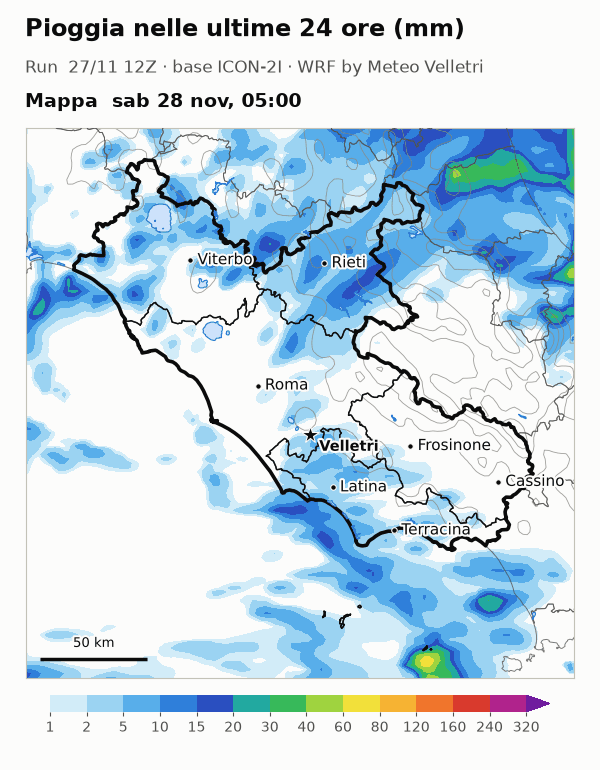 Pioggia nelle ultime 24 ore (mm)
Run  27/11 12Z · base ICON-2I · WRF by Meteo Velletri
Mappa  sab 28 nov, 05:00
Viterbo
Rieti
Roma
Velletri
Frosinone
Latina
Cassino
Terracina
50 km
1 2 5 10 15 20 30 40 60 80 120 160 240 320